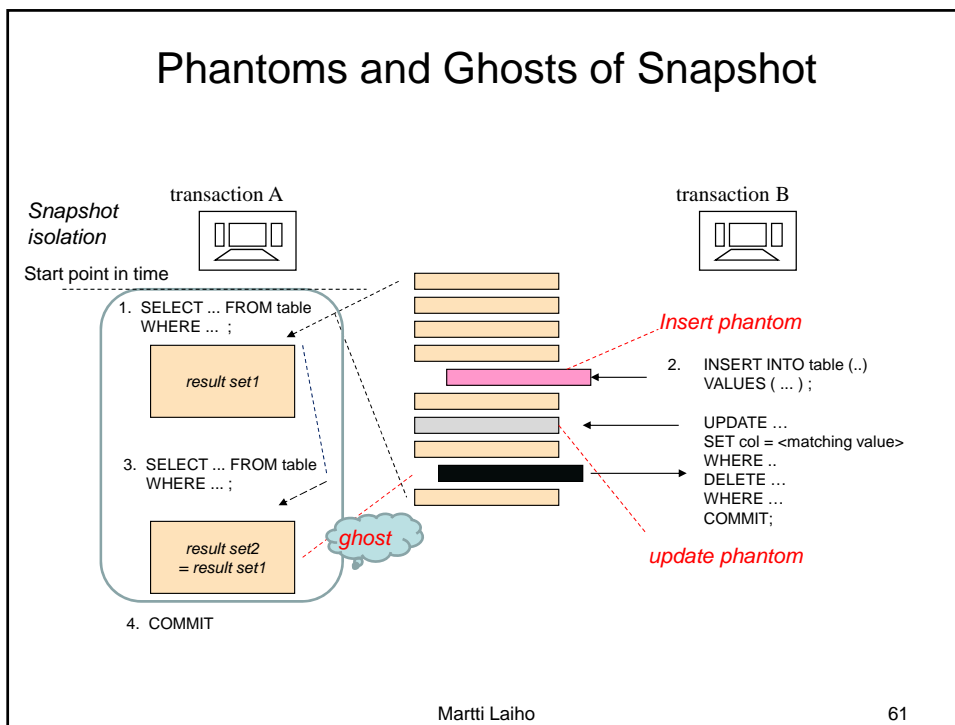 Phantoms and Ghosts of Snapshot
Snapshot
isolation
transaction A
transaction B
Start point in time
1. SELECT ... FROM table
WHERE ... ;
result set1
3. SELECT ... FROM table
WHERE ... ;
result set2
= result set1
4. COMMIT
ghost
Insert phantom
2. INSERT INTO table (..)
VALUES ( ... ) ;
UPDATE …
SET col = <matching value>
WHERE ..
DELETE …
WHERE …
COMMIT;
update phantom
Martti Laiho
61